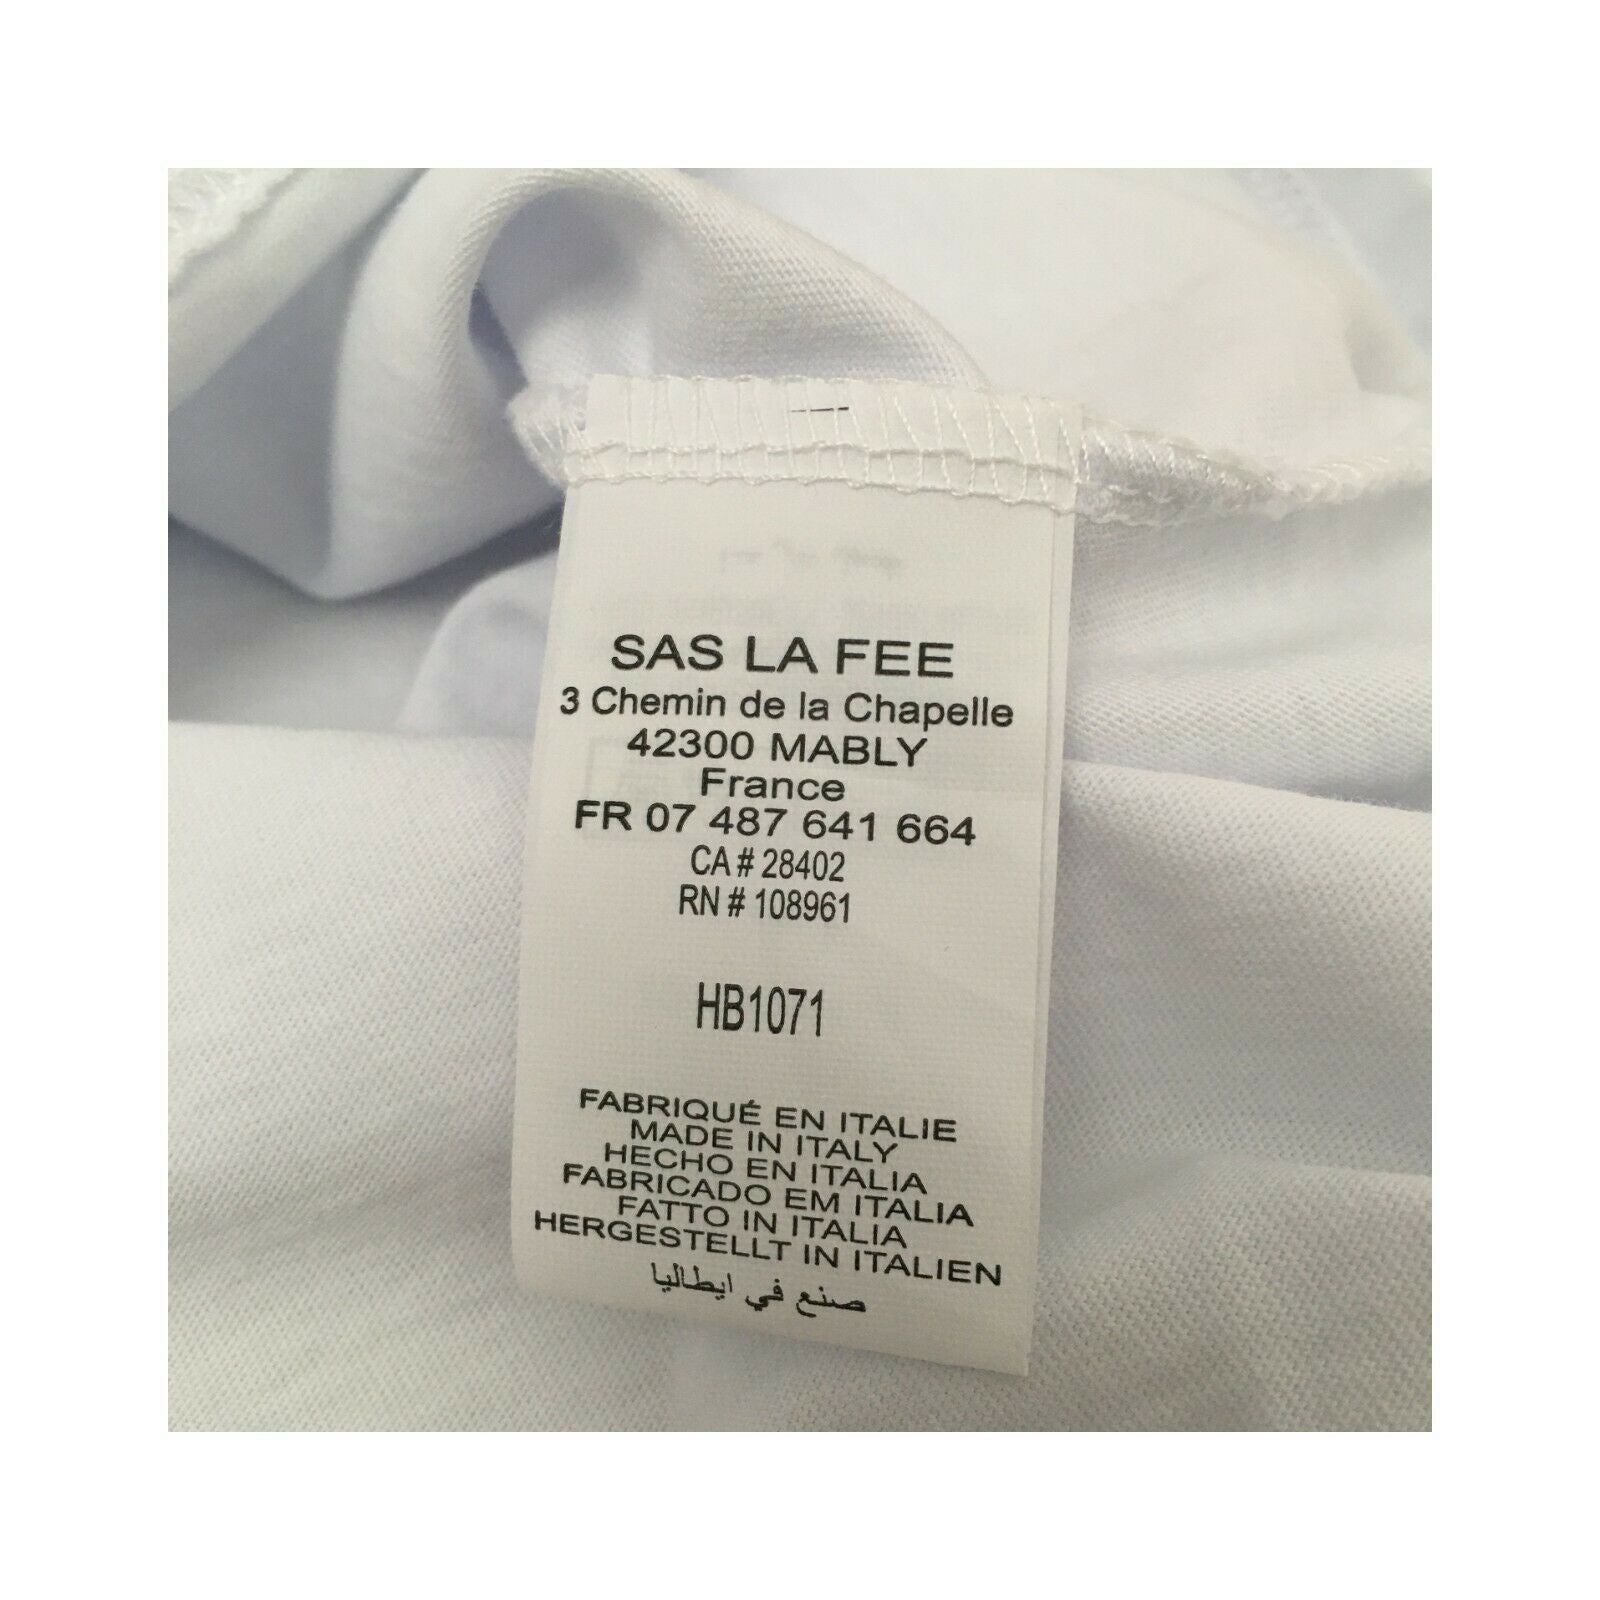 SAS LA FEE
3 Chemin de la Chapelle
42300 MABLY
France
FR 07 487 641 664
CA # 28402
RN # 108961
HB1071
FABRIQUÉ EN ITALIE
MADE IN ITALY
HECHO EN ITALIA
FABRICADO EM ITALIA
FATTO IN ITALIA
HERGESTELLT IN ITALIEN
صنع في ايطاليا